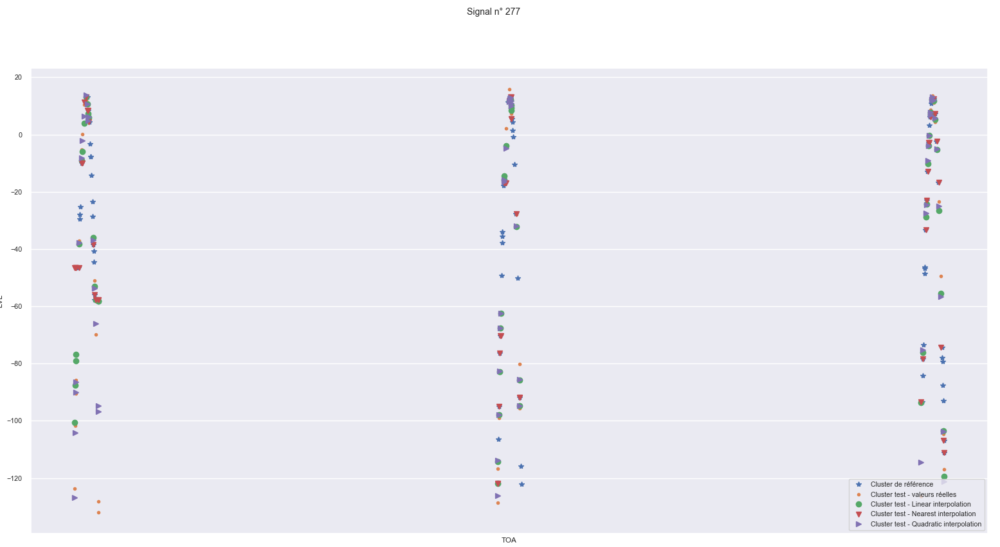 Signal n° 277
20
0
−20
−40
−60
−80
−100
−120
TOA
Cluster de référence
Cluster test - valeurs réelles
Cluster test - Linear interpolation
Cluster test - Nearest interpolation
Cluster test - Quadratic interpolation